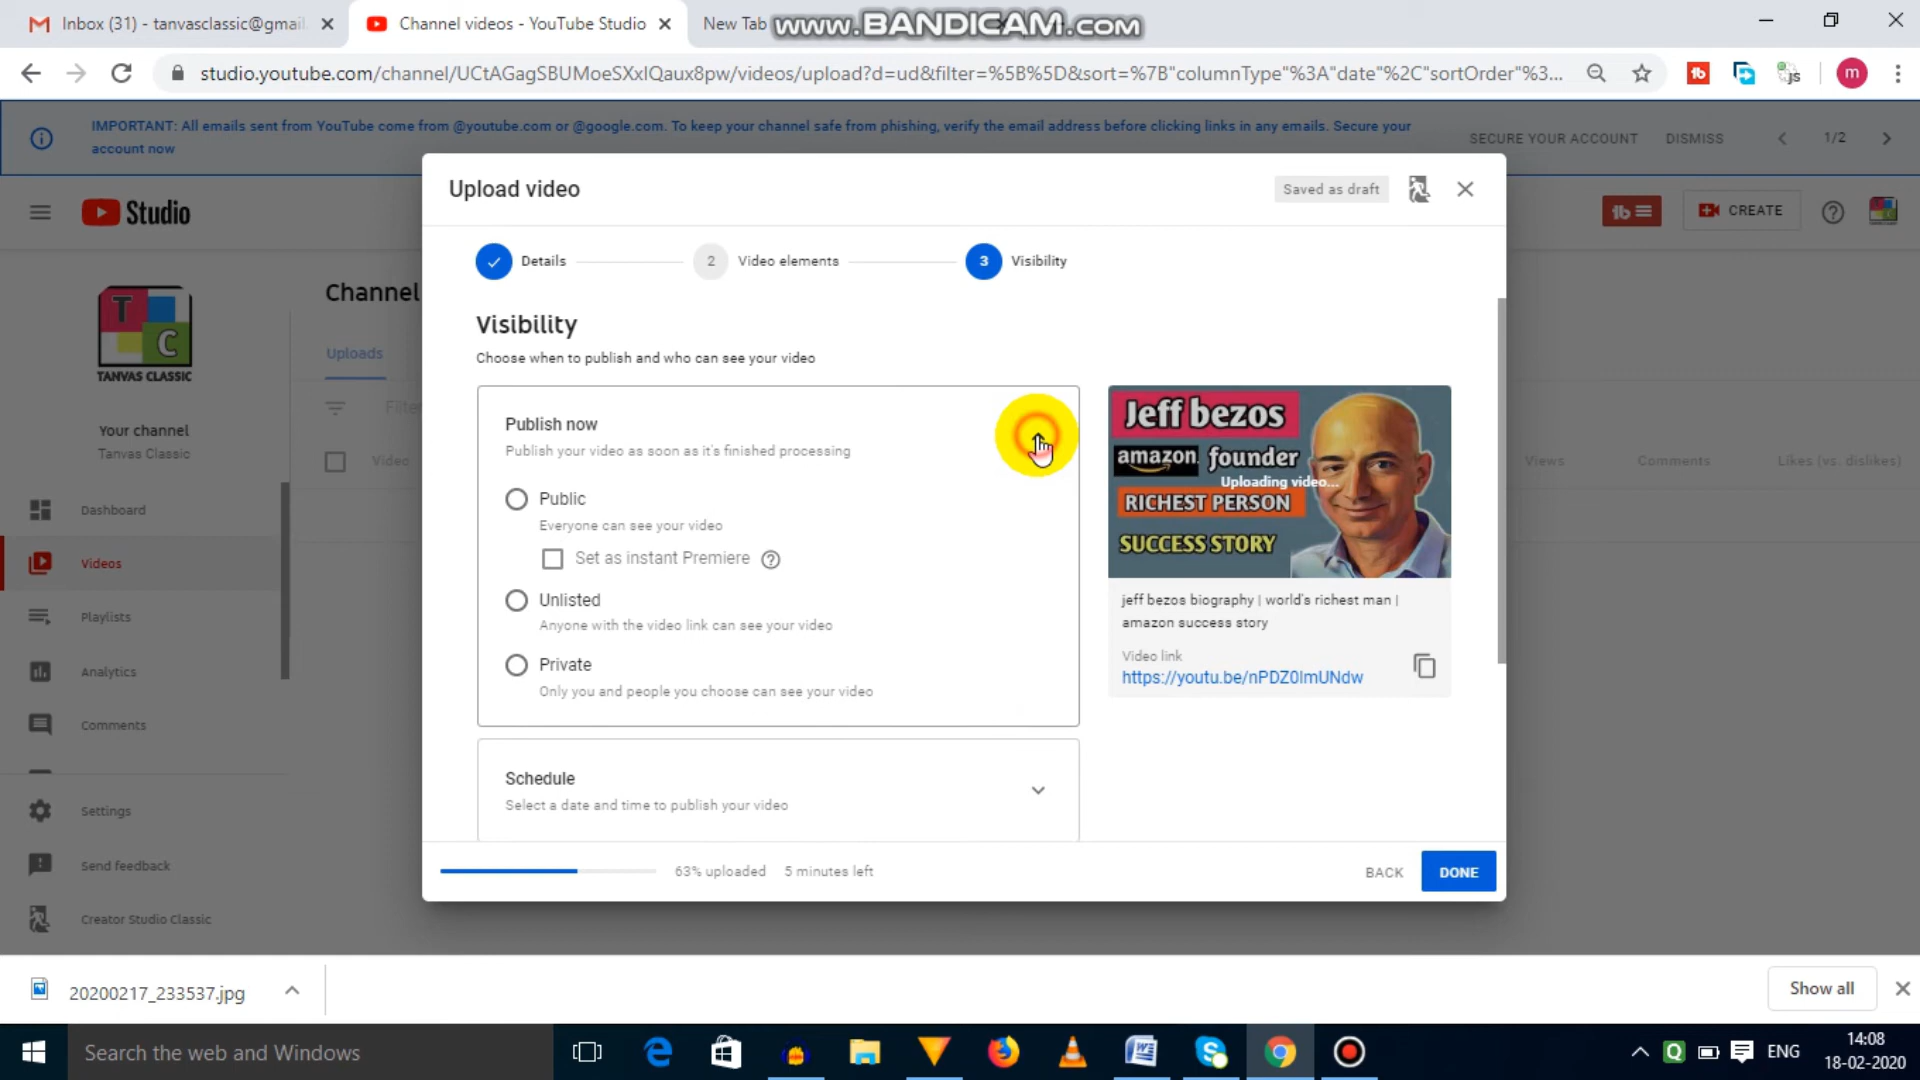 Inbox (31) - tanvasclassic@gmail.
Channel videos - YouTube Studio
New Tab
www.BANDICAM.com
studio.youtube.com/channel/UCtAGagSBUMoeSXxIQaux8pw/videos/upload?d=ud&filter=%5B%5D&sort=%7B"columnType"%3A"date"%2C"sortOrder"%3...
m
IMPORTANT: All emails sent from YouTube come from @youtube.com or @google.com. To keep your channel safe from phishing, verify the email address before clicking links in any emails. Secure your
account now
SECURE YOUR ACCOUNT
DISMISS
1/2
Studio
CREATE
Upload video
Saved as draft
Details
2
Video elements
3
Visibility
T
C
TANVAS CLASSIC
Your channel
Tanvas Classic
Dashboard
Videos
Playlists
Analytics
Comments
Settings
Send feedback
Creator Studio Classic
Channel
Uploads
Filter
Video
Views
Comments
Likes (vs. dislikes)
Visibility
Choose when to publish and who can see your video
Publish now
Publish your video as soon as it's finished processing
Public
Everyone can see your video
Set as instant Premiere
Unlisted
Anyone with the video link can see your video
Private
Only you and people you choose can see your video
Schedule
Select a date and time to publish your video
Jeff bezos
amazon founder
Uploading video...
RICHEST PERSON
SUCCESS STORY
jeff bezos biography | world's richest man |
amazon success story
Video link
https://youtu.be/nPDZ0lmUNdw
63% uploaded
5 minutes left
BACK
DONE
20200217_233537.jpg
Show all
Search the web and Windows
ENG
14:08
18-02-2020